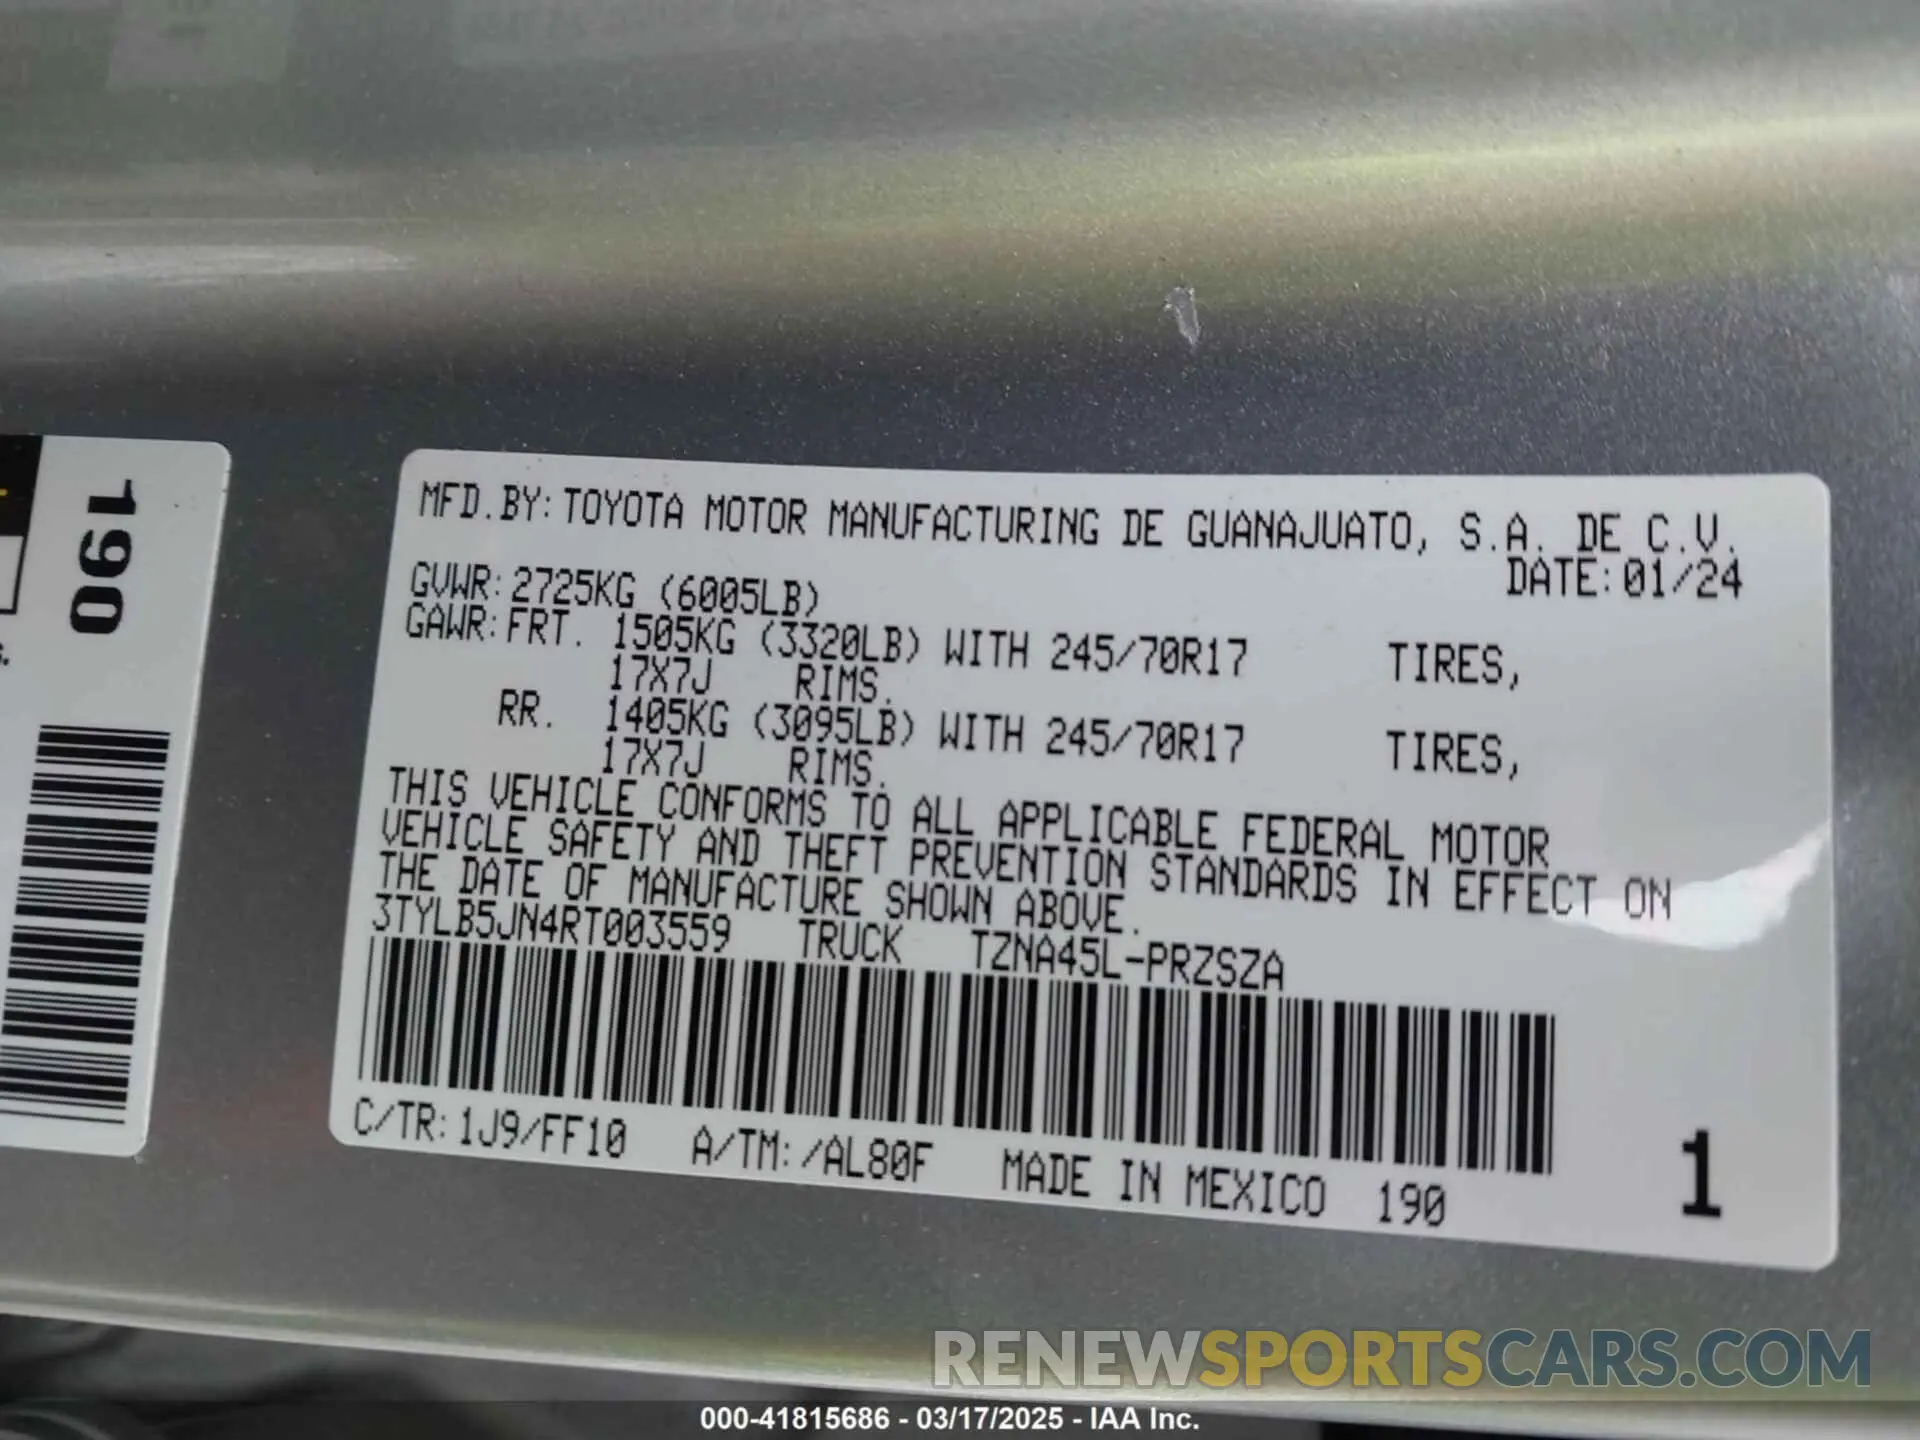 190
MFD.BY:TOYOTA MOTOR MANUFACTURING DE GUANAJUATO, S.A. DE C.V.
DATE:01/24
GVWR:2725KG (6005LB)
GAWR:FRT. 1505KG (3320LB) WITH 245/70R17 TIRES,
17X7J RIMS.
RR. 1405KG (3095LB) WITH 245/70R17 TIRES,
17X7J RIMS.
THIS VEHICLE CONFORMS TO ALL APPLICABLE FEDERAL MOTOR
VEHICLE SAFETY AND THEFT PREVENTION STANDARDS IN EFFECT ON
THE DATE OF MANUFACTURE SHOWN ABOVE.
3TYLB5JN4RT003559 TRUCK TZNA45L-PRZSZA
C/TR:1J9/FF10 A/TM:/AL80F MADE IN MEXICO 190
1
RENEWSPORTSCARS.COM
000-41815686 - 03/17/2025 - IAA Inc.